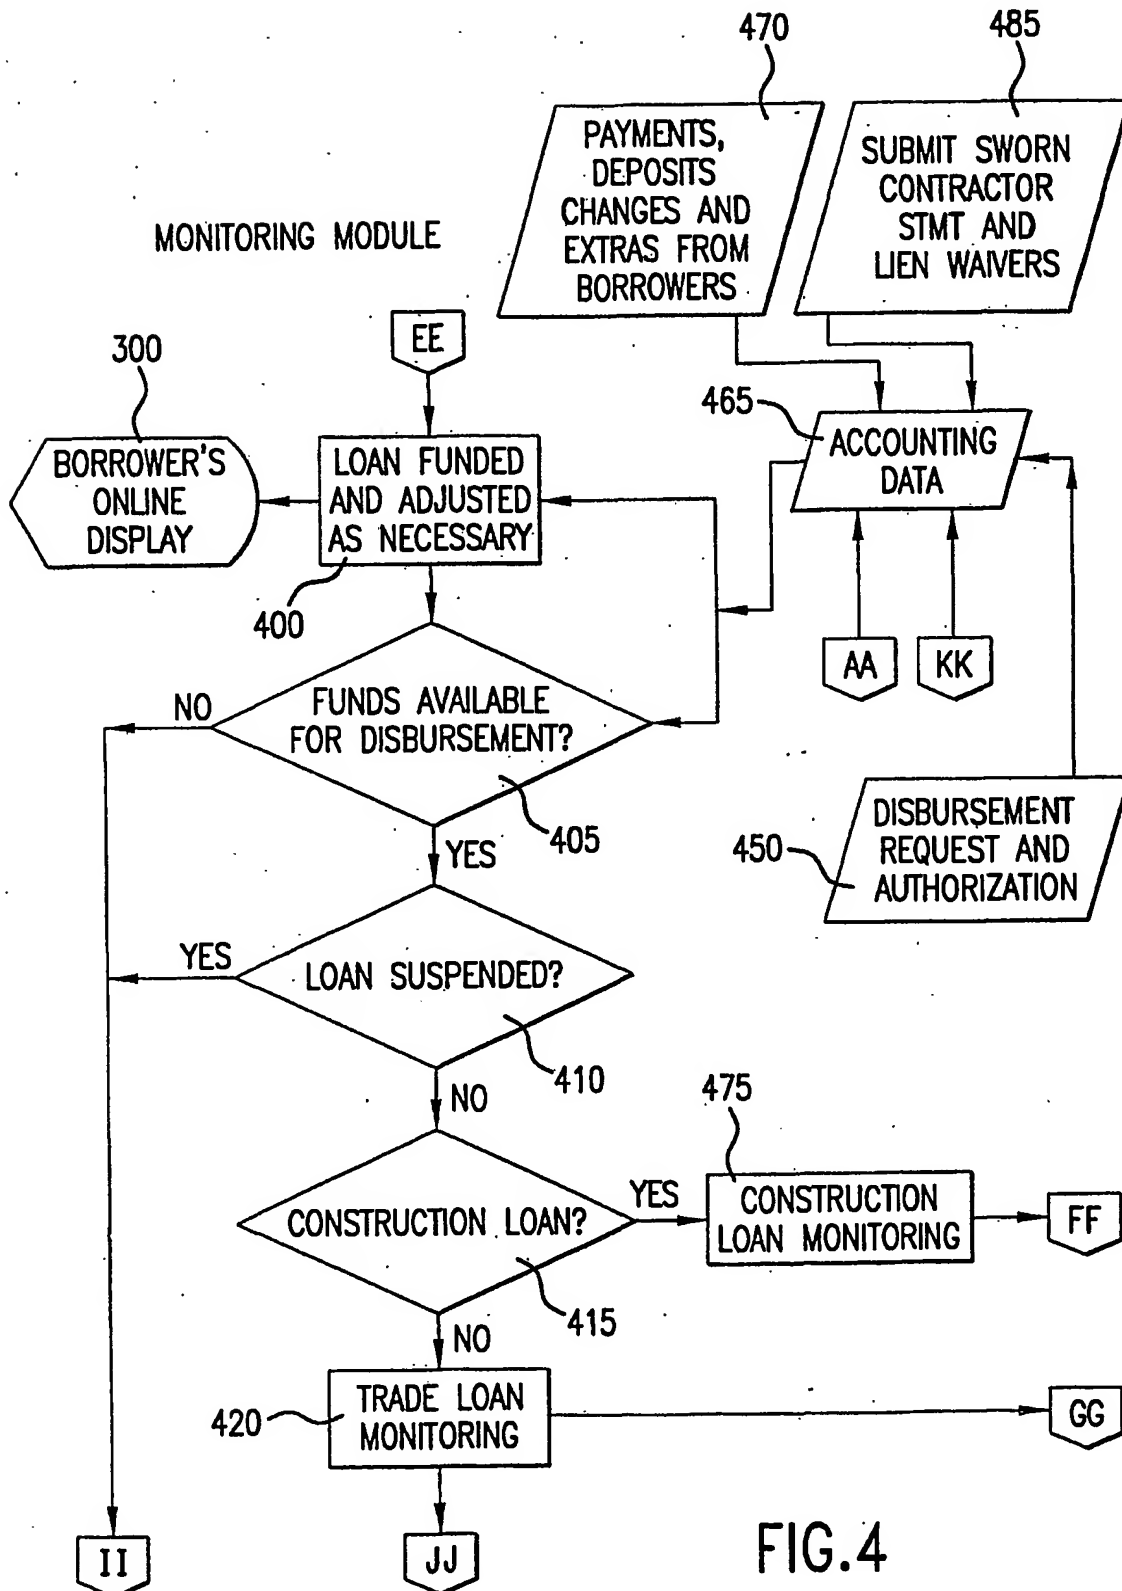 470
485
PAYMENTS,
DEPOSITS
CHANGES AND
EXTRAS FROM
BORROWERS
SUBMIT SWORN
CONTRACTOR
STMT AND
LIEN WAIVERS
MONITORING MODULE
EE
300
BORROWER'S
ONLINE
DISPLAY
LOAN FUNDED
AND ADJUSTED
AS NECESSARY
400
465
ACCOUNTING
DATA
AA
KK
NO
FUNDS AVAILABLE
FOR DISBURSEMENT?
405
YES
450
DISBURSEMENT
REQUEST AND
AUTHORIZATION
YES
LOAN SUSPENDED?
410
NO
475
CONSTRUCTION LOAN?
YES
CONSTRUCTION
LOAN MONITORING
FF
415
NO
420
TRADE LOAN
MONITORING
GG
II
JJ
FIG.4